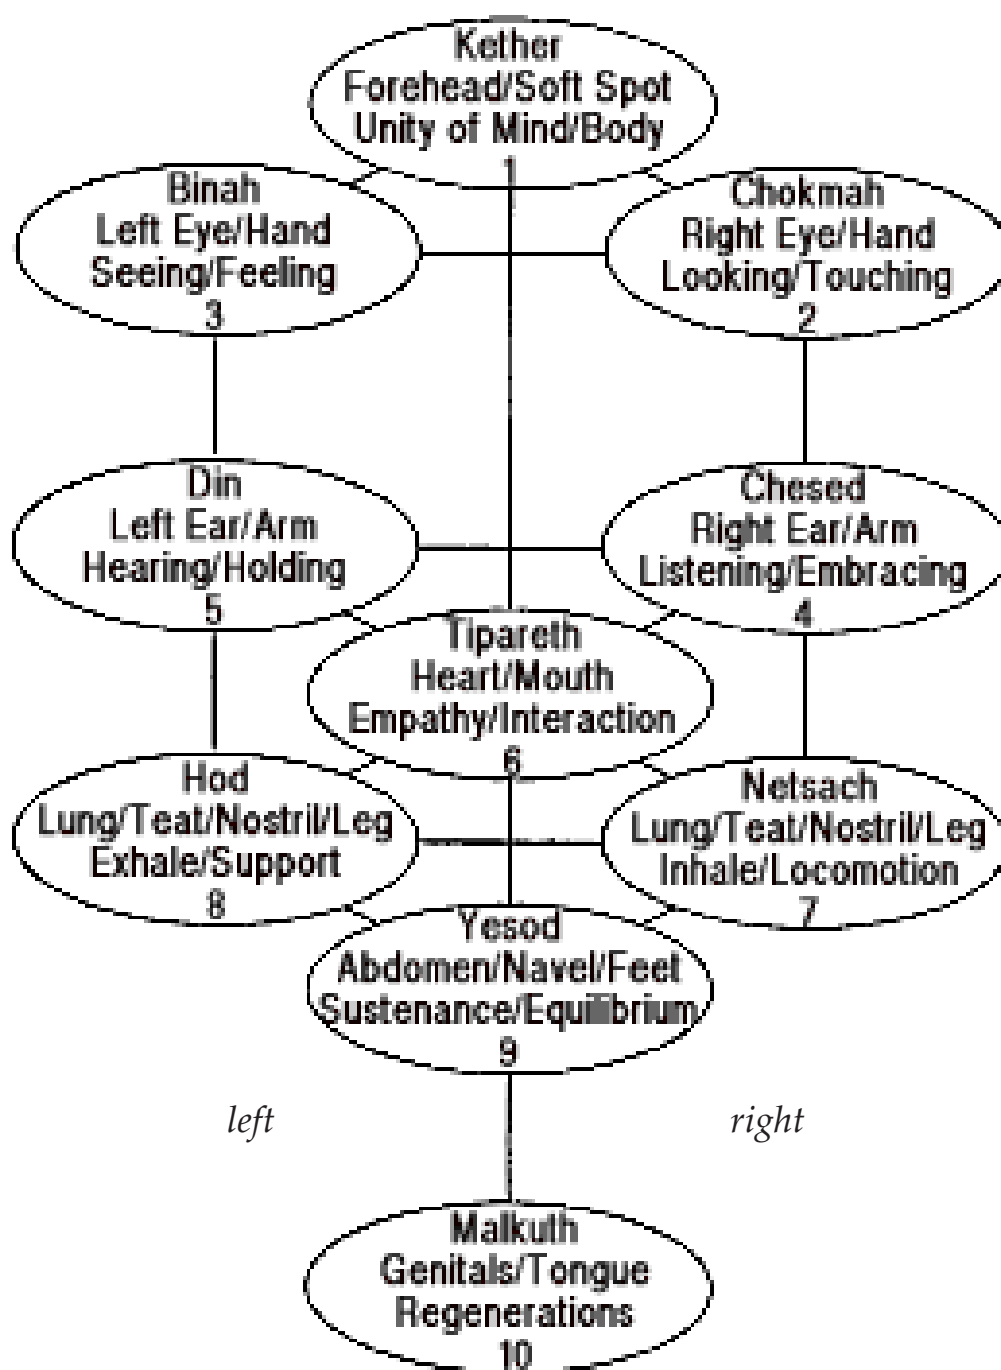 Kether
Forehead/Soft Spot
Unity of Mind/Body
1
Binah
Left Eye/Hand
Seeing/Feeling
3
Chokmah
Right Eye/Hand
Looking/Touching
2
Din
Left Ear/Arm
Hearing/Holding
5
Chesed
Right Ear/Arm
Listening/Embracing
4
Tipareth
Heart/Mouth
Empathy/Interaction
6
Hod
Lung/Teat/Nostril/Leg
Exhale/Support
8
Netsach
Lung/Teat/Nostril/Leg
Inhale/Locomotion
7
Yesod
Abdomen/Navel/Feet
Sustenance/Equilibrium
9
left
right
Malkuth
Genitals/Tongue
Regenerations
10